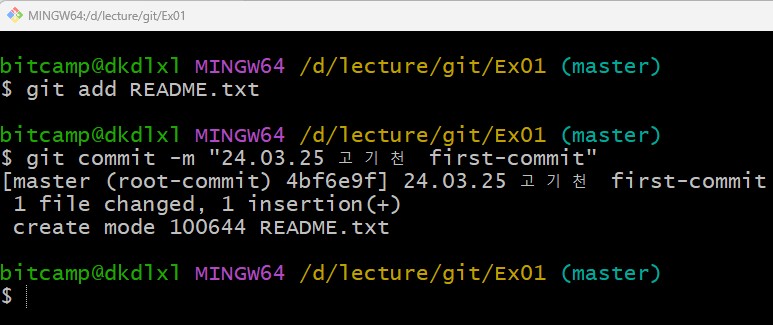 MINGW64:/d/lecture/git/Ex01
bitcamp@dkdlxl MINGW64 /d/lecture/git/Ex01 (master)
$ git add README.txt
bitcamp@dkdlxl MINGW64 /d/lecture/git/Ex01 (master)
$ git commit -m "24.03.25 고기천 first-commit"
[master (root-commit) 4bf6e9f] 24.03.25 고기천 first-commit
1 file changed, 1 insertion(+)
create mode 100644 README.txt
bitcamp@dkdlxl MINGW64 /d/lecture/git/Ex01 (master)
$